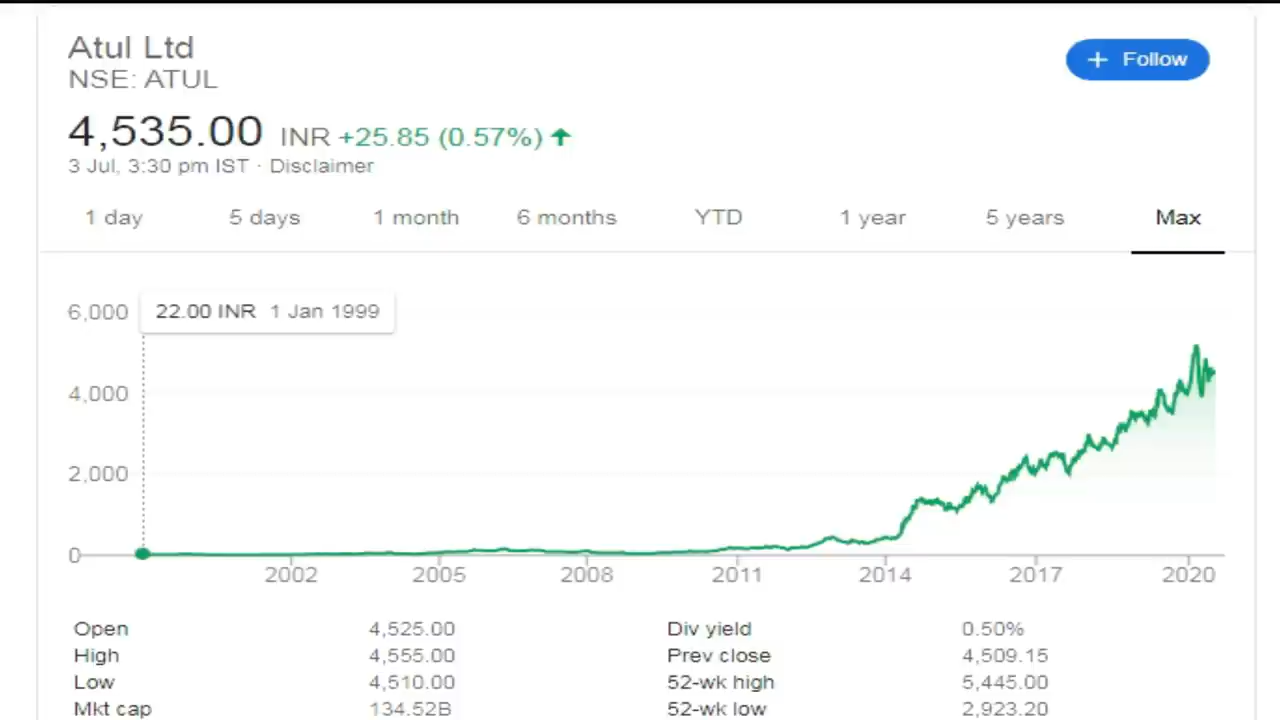 Atul Ltd
NSE: ATUL
+ Follow
4,535.00 INR +25.85 (0.57%)
3 Jul, 3:30 pm IST · Disclaimer
1 day 5 days 1 month 6 months YTD 1 year 5 years Max
22.00 INR 1 Jan 1999
6,000
4,000
2,000
0
2002 2005 2008 2011 2014 2017 2020
Open 4,525.00 Div yield 0.50%
High 4,555.00 Prev close 4,509.15
Low 4,510.00 52-wk high 5,445.00
Mkt cap 134.52B 52-wk low 2,923.20